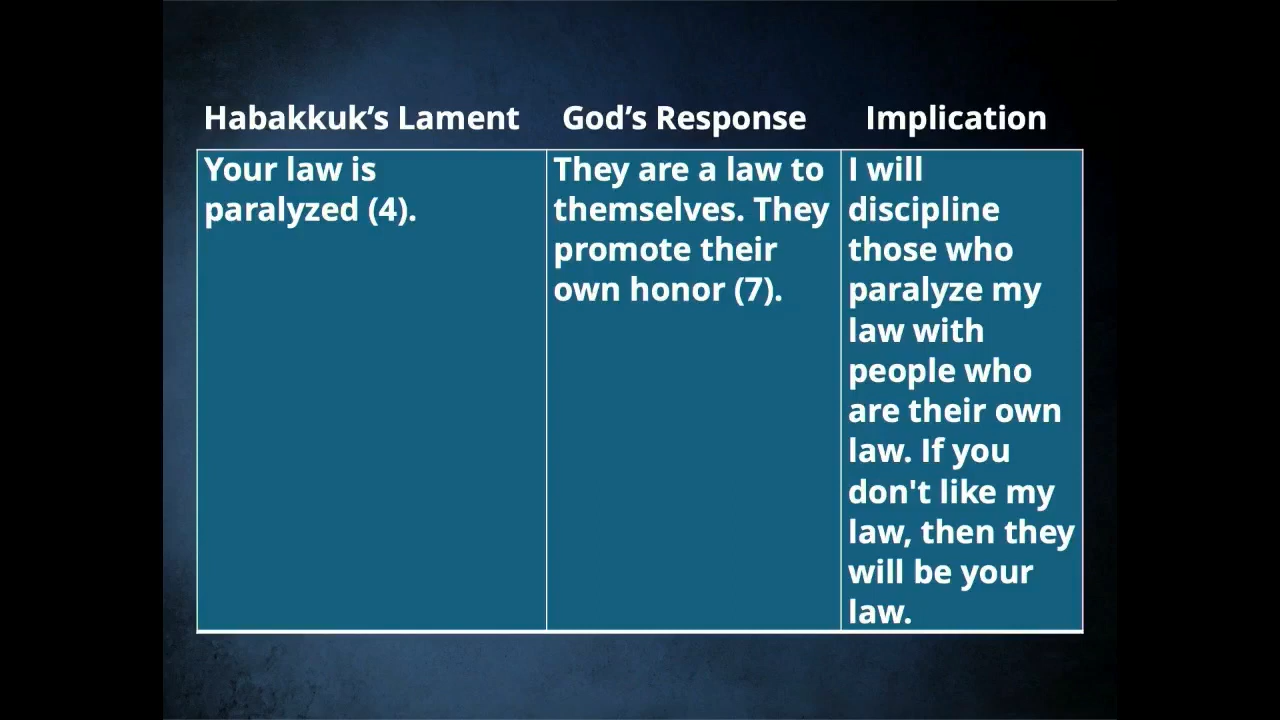 Habakkuk’s Lament
God’s Response
Implication
Your law is
paralyzed (4).
They are a law to
themselves. They
promote their
own honor (7).
I will
discipline
those who
paralyze my
law with
people who
are their own
law. If you
don't like my
law, then they
will be your
law.